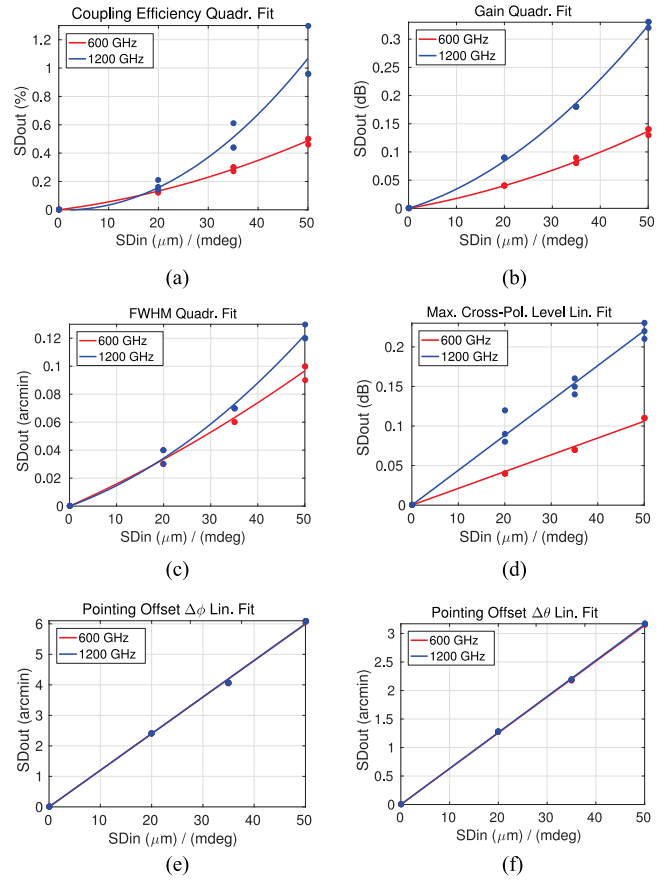 Coupling Efficiency Quadr. Fit
1.2
1
0.8
0.6
0.4
0.2
0
SDout (%)
600 GHz
1200 GHz
0 10 20 30 40 50
SDin (μm) / (mdeg)
(a)
Gain Quadr. Fit
0.3
0.25
0.2
0.15
0.1
0.05
0
SDout (dB)
600 GHz
1200 GHz
0 10 20 30 40 50
SDin (μm) / (mdeg)
(b)
FWHM Quadr. Fit
0.12
0.1
0.08
0.06
0.04
0.02
0
SDout (arcmin)
600 GHz
1200 GHz
0 10 20 30 40 50
SDin (μm) / (mdeg)
(c)
Max. Cross-Pol. Level Lin. Fit
0.2
0.15
0.1
0.05
0
SDout (dB)
600 GHz
1200 GHz
0 10 20 30 40 50
SDin (μm) / (mdeg)
(d)
Pointing Offset Δϕ Lin. Fit
6
5
4
3
2
1
0
SDout (arcmin)
600 GHz
1200 GHz
0 10 20 30 40 50
SDin (μm) / (mdeg)
(e)
Pointing Offset Δθ Lin. Fit
3
2.5
2
1.5
1
0.5
0
SDout (arcmin)
600 GHz
1200 GHz
0 10 20 30 40 50
SDin (μm) / (mdeg)
(f)